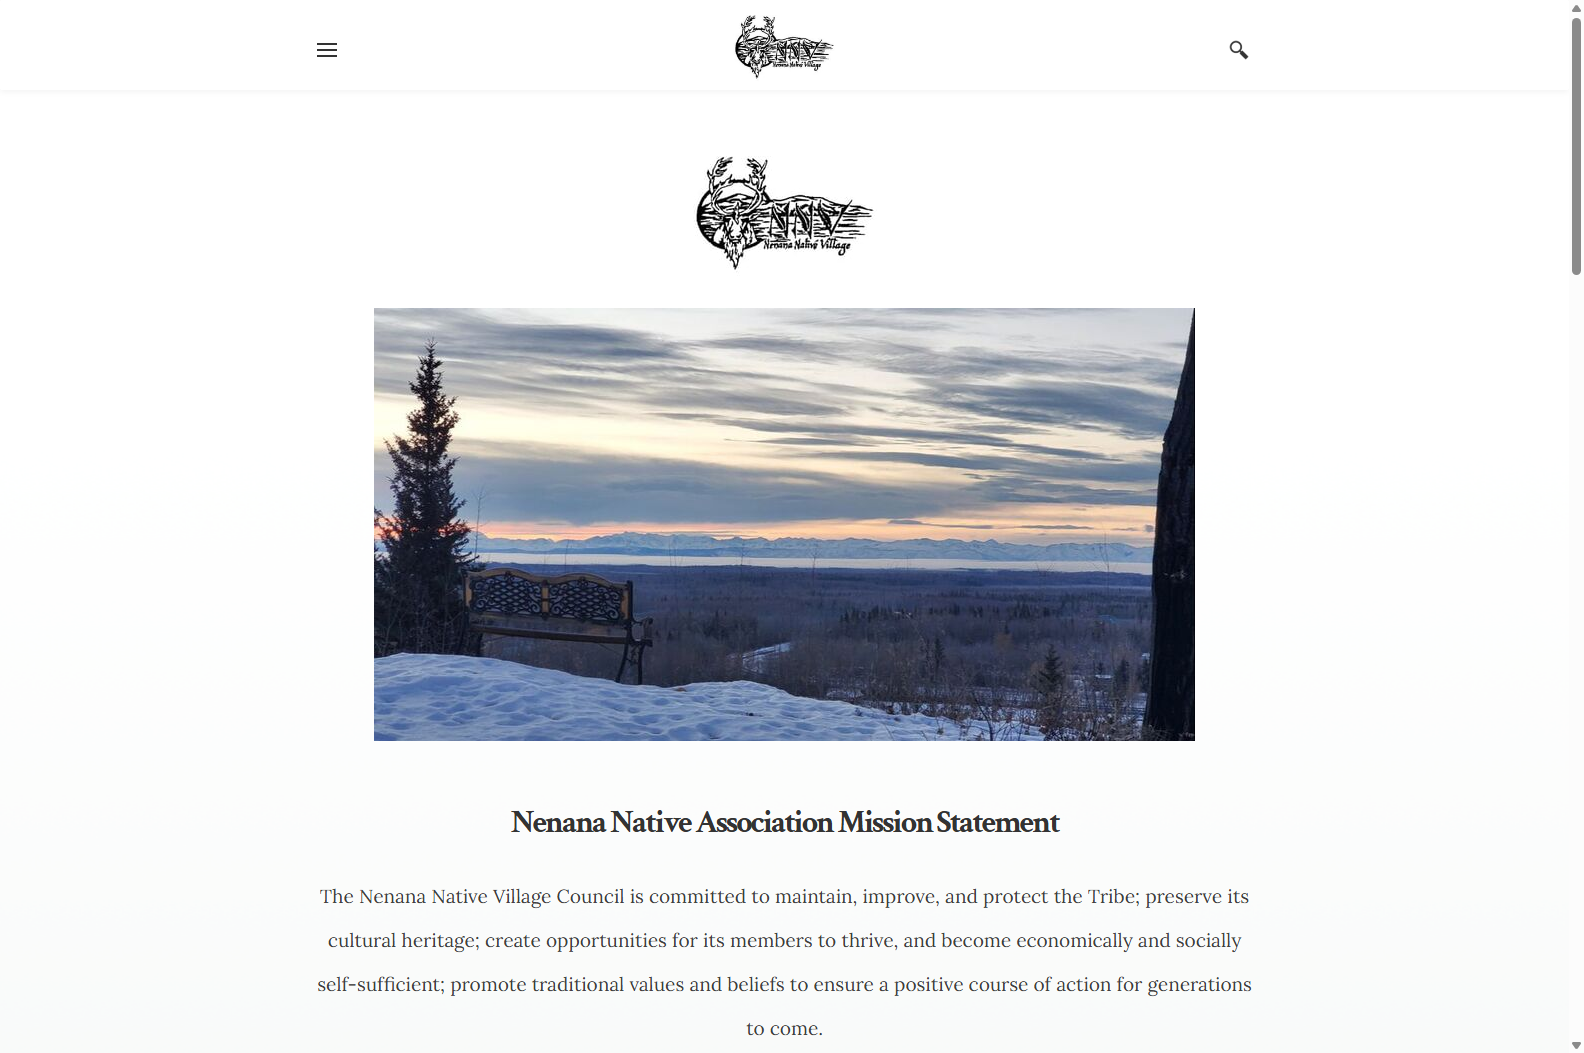 NNV
Nenana Native Village
NNV
Nenana Native Village
Nenana Native Association Mission Statement
The Nenana Native Village Council is committed to maintain, improve, and protect the Tribe; preserve its
cultural heritage; create opportunities for its members to thrive, and become economically and socially
self-sufficient; promote traditional values and beliefs to ensure a positive course of action for generations
to come.